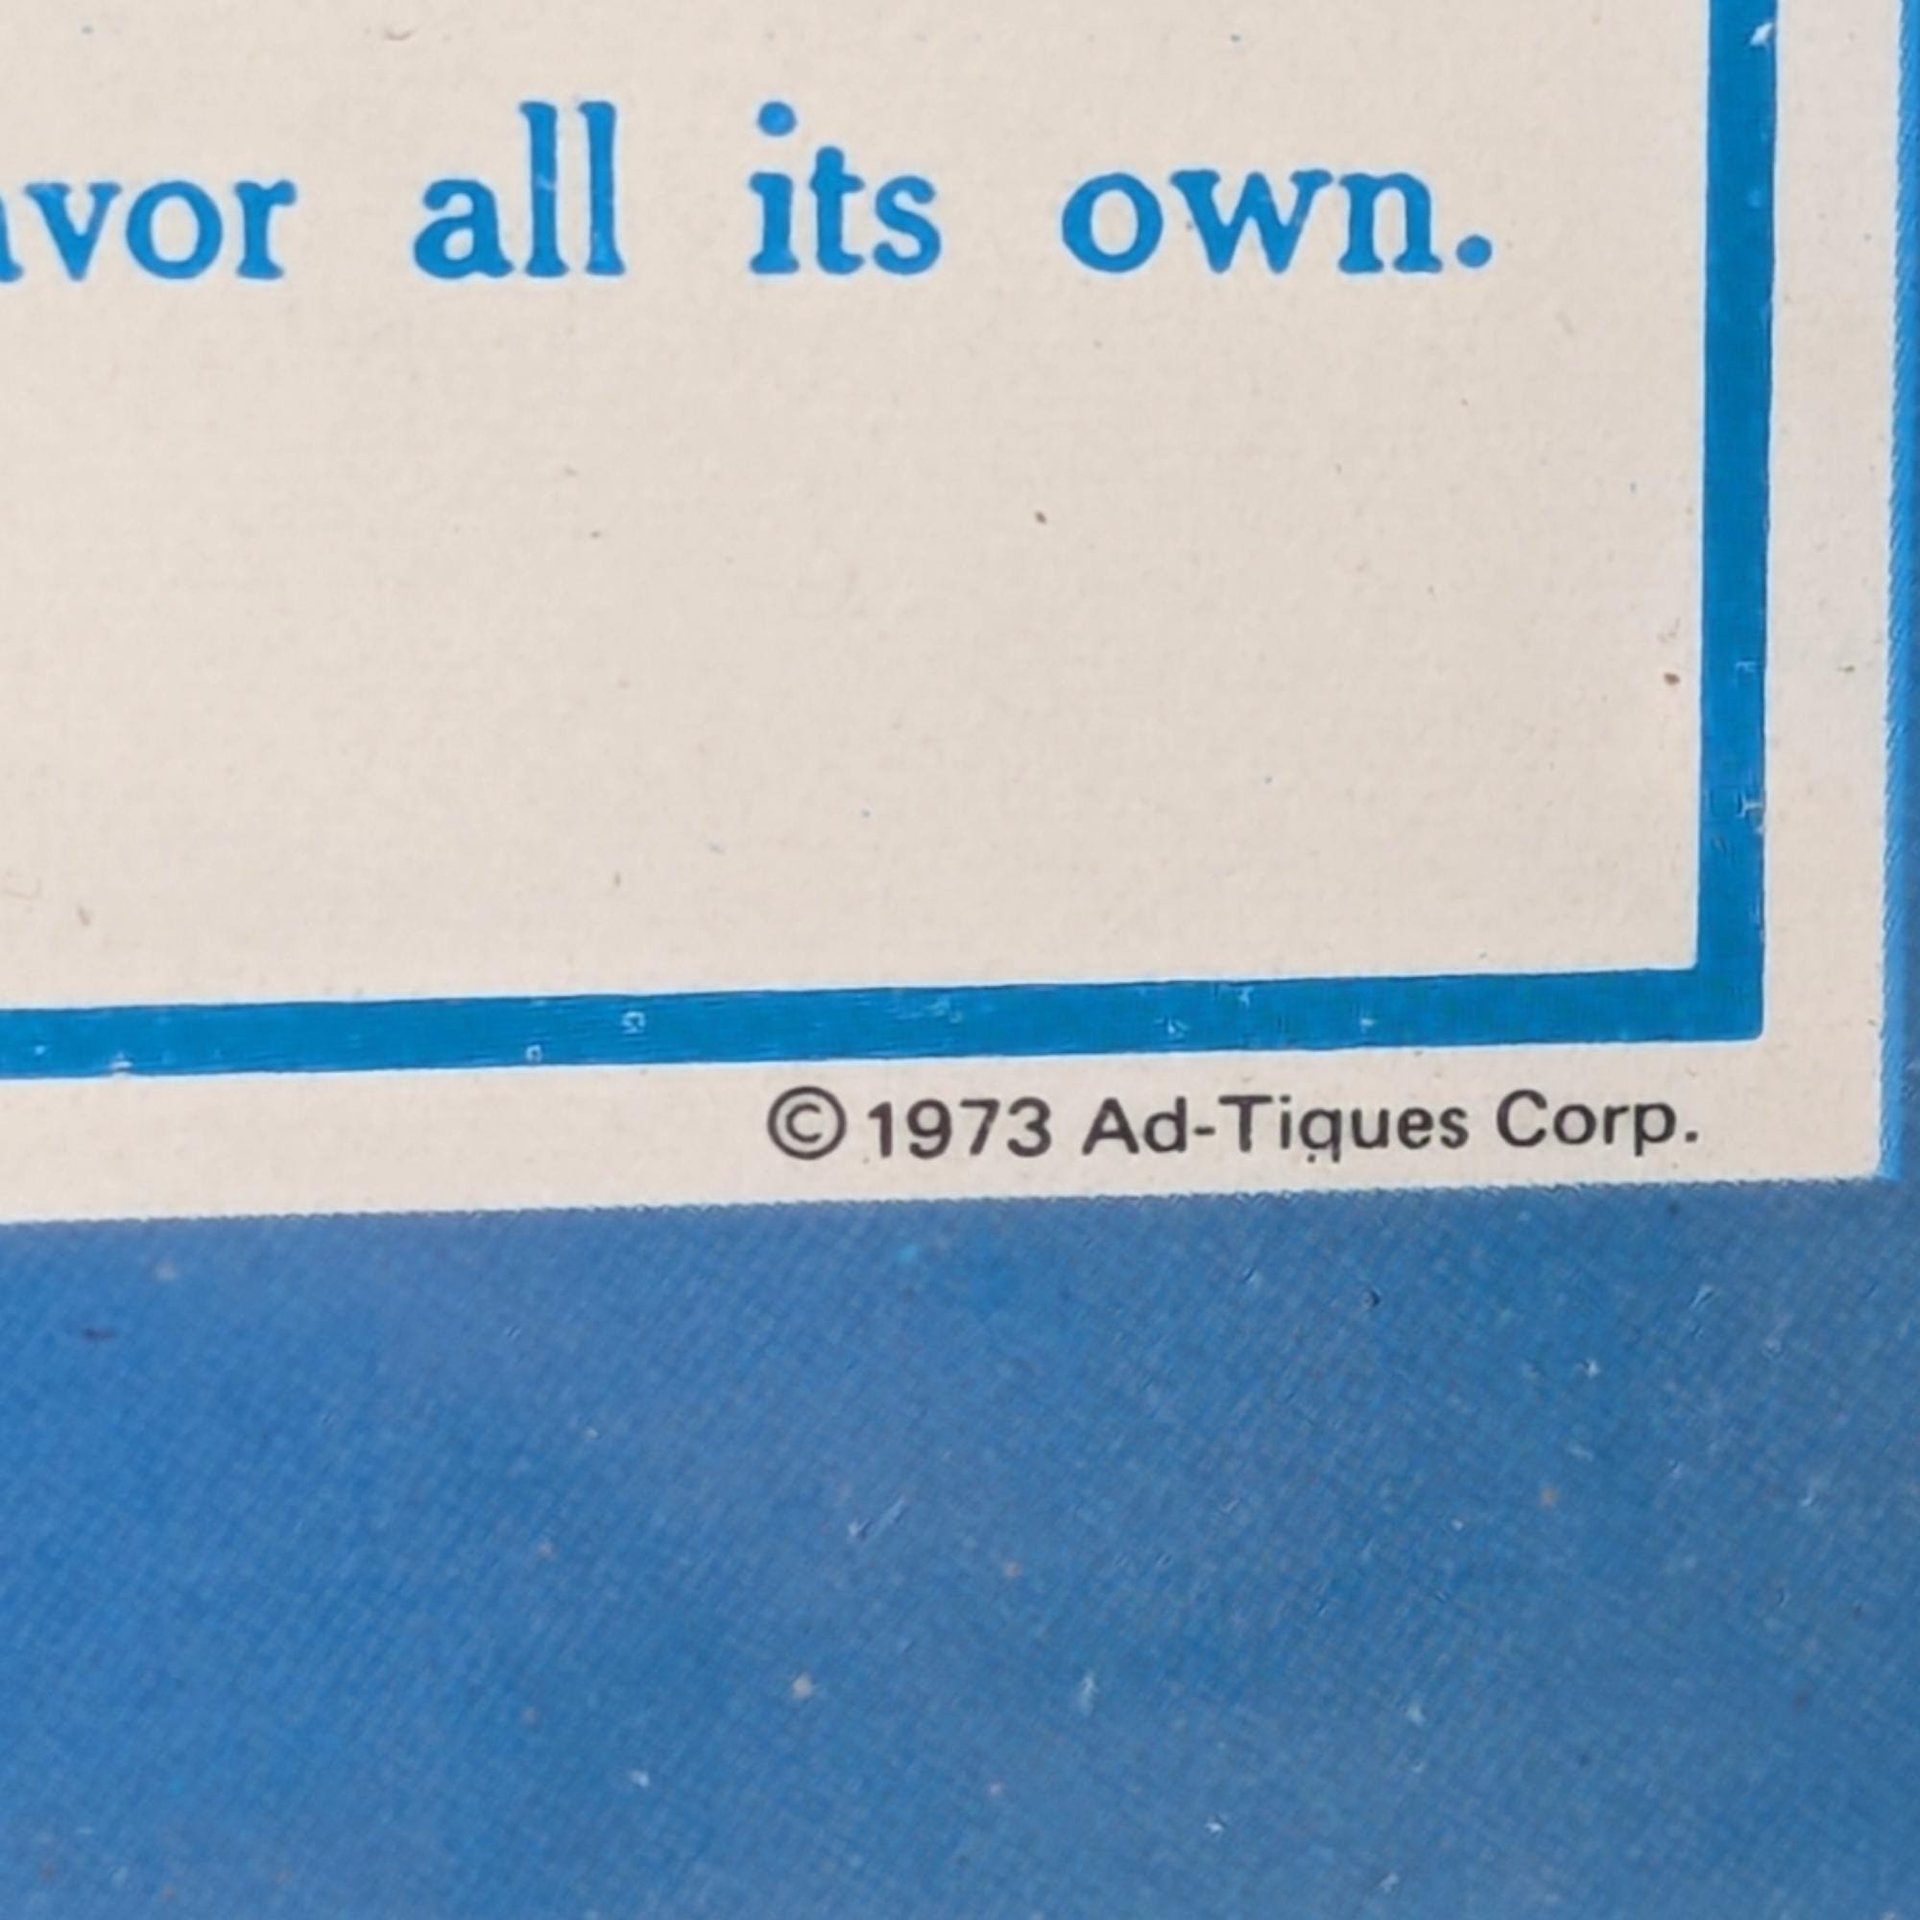 avor all its own.
©1973 Ad-Tiques Corp.